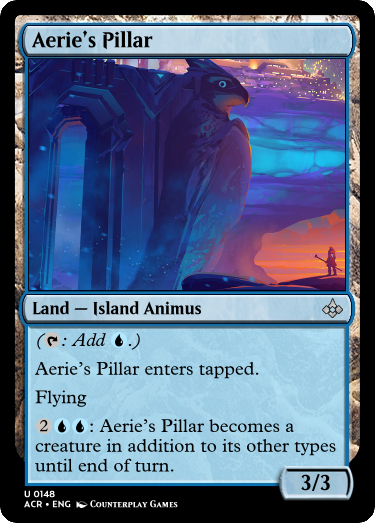 Aerie's Pillar
Land — Island Animus
(: Add .)
Aerie's Pillar enters tapped.
Flying
2: Aerie's Pillar becomes a
creature in addition to its other types
until end of turn.
3/3
U 0148
ACR • ENG Counterplay Games